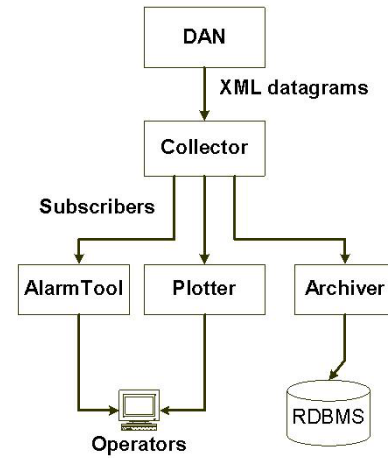 DAN
XML datagrams
Collector
Subscribers
AlarmTool
Plotter
Archiver
RDBMS
Operators